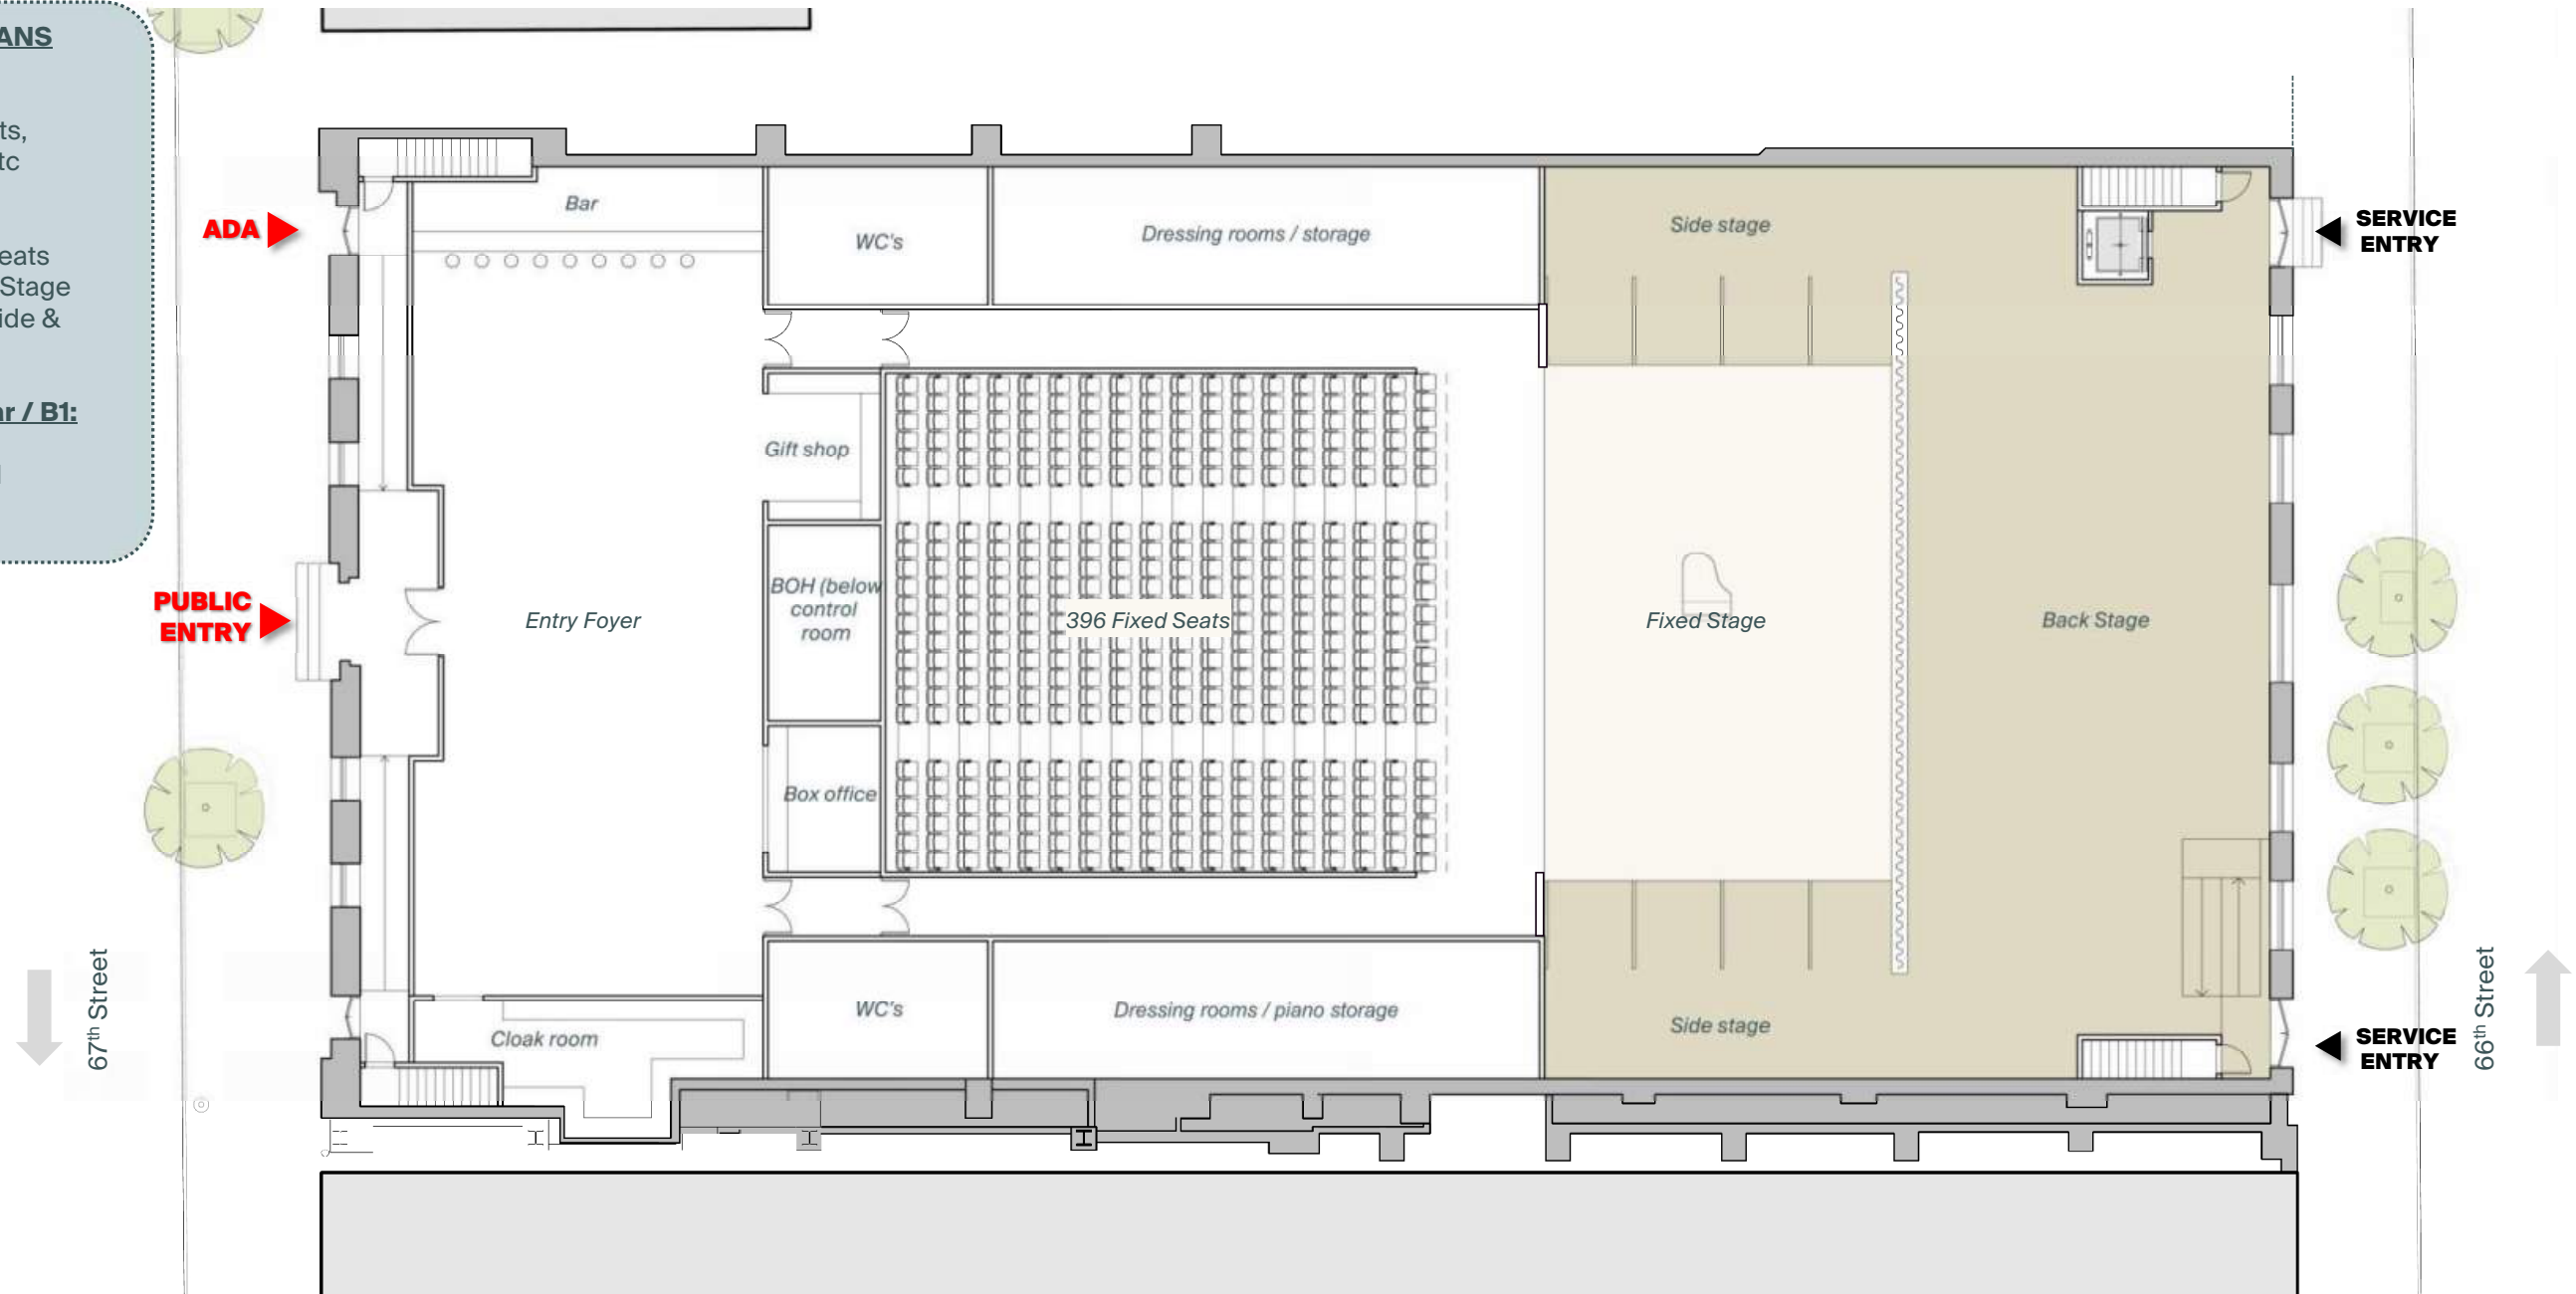 ANS
ts,
tc
eats
Stage
ide &
ar / B1:
ADA
PUBLIC
ENTRY
67th Street
Bar
WC's
Dressing rooms / storage
Side stage
SERVICE
ENTRY
Gift shop
BOH (below
control
room
Box office
Entry Foyer
396 Fixed Seats
Fixed Stage
Back Stage
Cloak room
WC's
Dressing rooms / piano storage
Side stage
SERVICE
ENTRY
66th Street